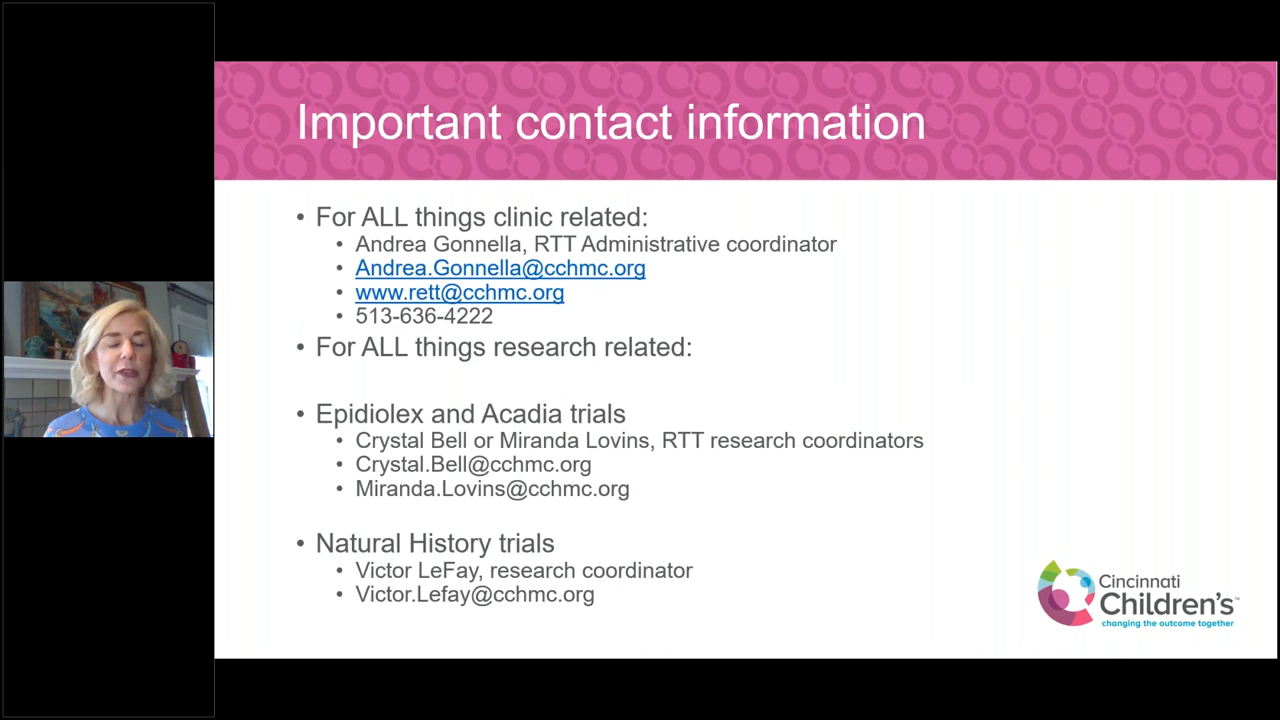 Important contact information
• For ALL things clinic related:
• Andrea Gonnella, RTT Administrative coordinator
• Andrea.Gonnella@cchmc.org
• www.rett@cchmc.org
• 513-636-4222
• For ALL things research related:
• Epidiolex and Acadia trials
• Crystal Bell or Miranda Lovins, RTT research coordinators
• Crystal.Bell@cchmc.org
• Miranda.Lovins@cchmc.org
• Natural History trials
• Victor LeFay, research coordinator
• Victor.Lefay@cchmc.org
Cincinnati
Children's™
changing the outcome together